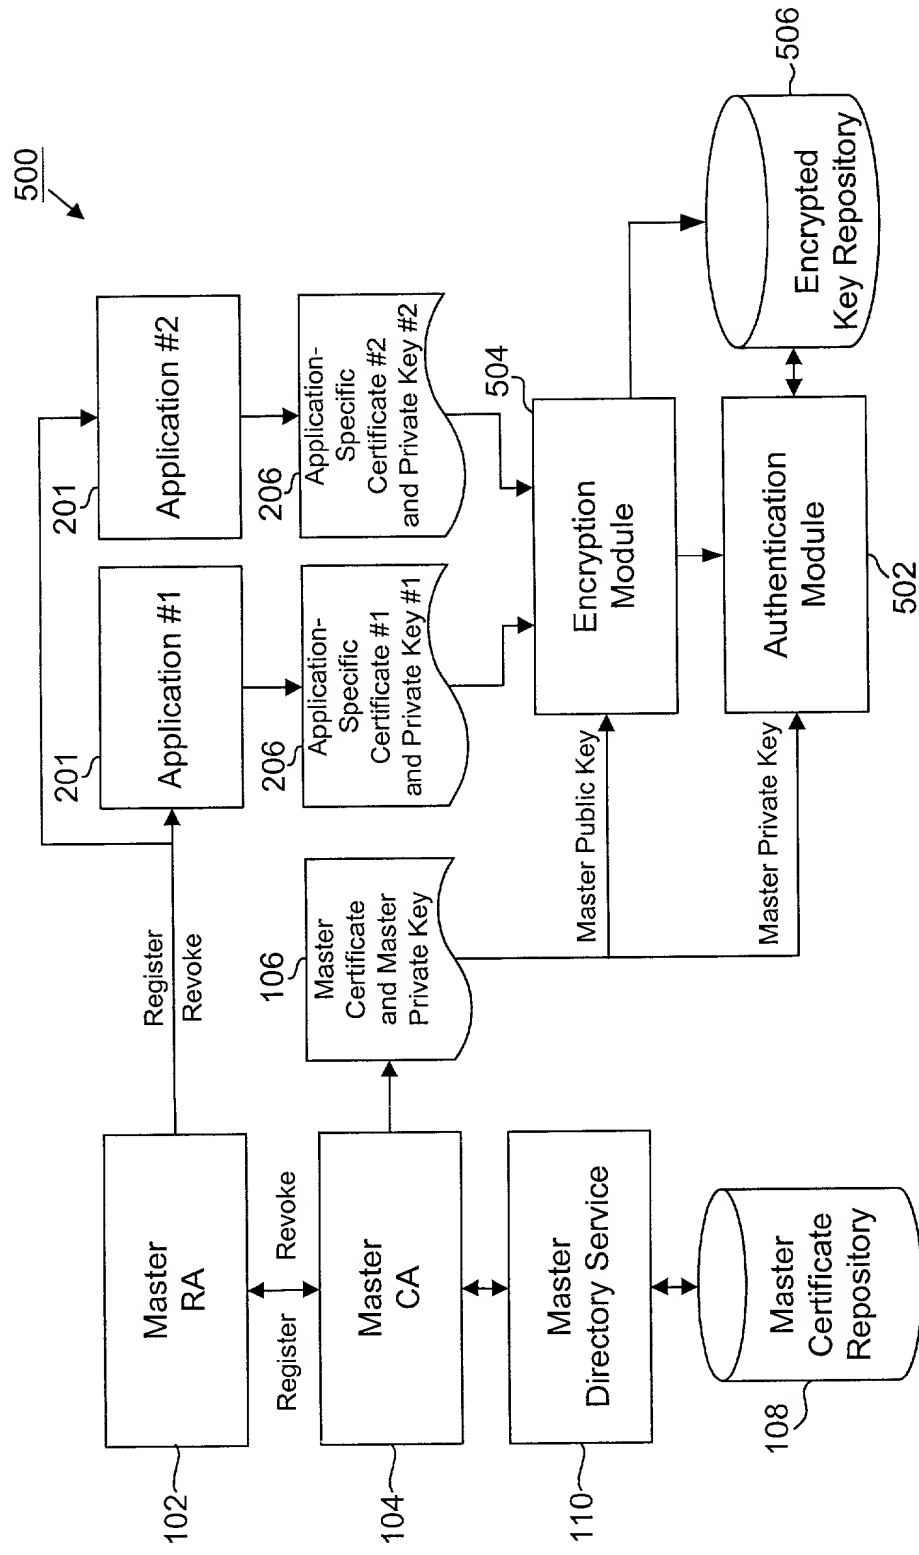 500
Master
RA
102
Register
Revoke
Register
Revoke
Master
CA
104
Master
Directory Service
110
Master
Certificate
Repository
108
106
Master
Certificate
and Master
Private Key
201
Application #1
201
Application #2
206
Application-
Specific
Certificate #1
and Private Key #1
206
Application-
Specific
Certificate #2
and Private Key #2
Master Public Key
504
Encryption
Module
Master Private Key
Authentication
Module
502
Encrypted
Key Repository
506